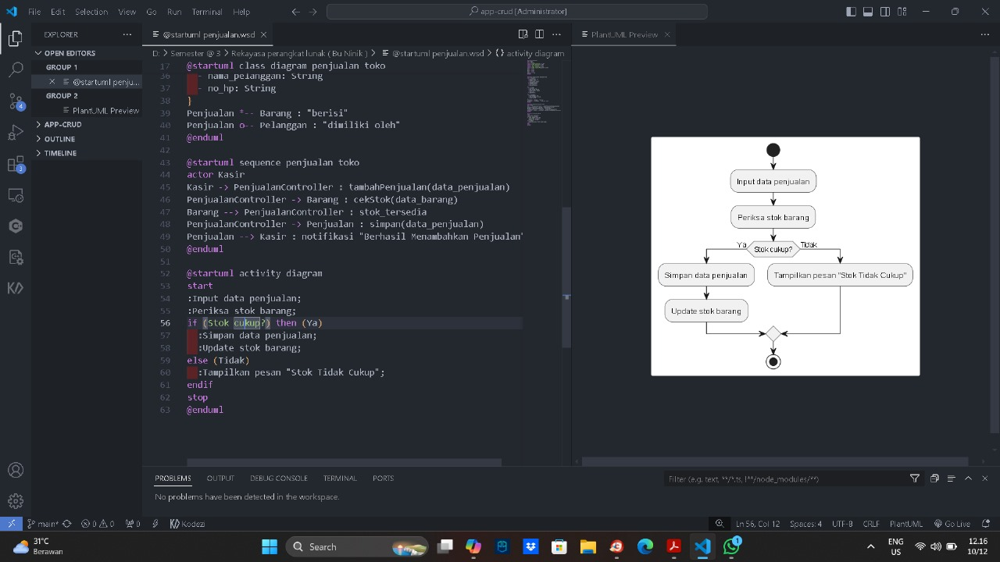 File Edit Selection View Go Run Terminal Help
app-crud [Administrator]
EXPLORER
OPEN EDITORS
GROUP 1
@startuml penju...
GROUP 2
PlantUML Preview
APP-CRUD
OUTLINE
TIMELINE
4
3
@startuml penjualan.wsd
D: > Semester @ 3 > Rekayasa perangkat lunak ( Bu Ninik ) > @startuml penjualan.wsd > {} activity diagram
17 @startuml class diagram penjualan toko
36 - nama_pelanggan: String
37 - no_hp: String
38 }
39 Penjualan *-- Barang : "berisi"
40 Penjualan o-- Pelanggan : "dimiliki oleh"
41 @enduml
42
43 @startuml sequence penjualan toko
44 actor Kasir
45 Kasir -> PenjualanController : tambahPenjualan(data_penjualan)
46 PenjualanController -> Barang : cekStok(data_barang)
47 Barang --> PenjualanController : stok_tersedia
48 PenjualanController -> Penjualan : simpan(data_penjualan)
49 Penjualan --> Kasir : notifikasi "Berhasil Menambahkan Penjualan"
50 @enduml
51
52 @startuml activity diagram
53 start
54 :Input data penjualan;
55 :Periksa stok barang;
56 if (Stok cukup?) then (Ya)
57 :Simpan data penjualan;
58 :Update stok barang;
59 else (Tidak)
60 :Tampilkan pesan "Stok Tidak Cukup";
61 endif
62 stop
63 @enduml
PlantUML Preview
Input data penjualan
Periksa stok barang
Ya Stok cukup? Tidak
Simpan data penjualan Tampilkan pesan "Stok Tidak Cukup"
Update stok barang
PROBLEMS OUTPUT DEBUG CONSOLE TERMINAL PORTS
Filter (e.g. text, **/*.ts, !**/node_modules/**)
No problems have been detected in the workspace.
main* 0 0 0 Kodezi
Ln 56, Col 12 Spaces: 4 UTF-8 CRLF PlantUML Go Live
31°C
Berawan
Search
1
ENG
US
12.16
10/12